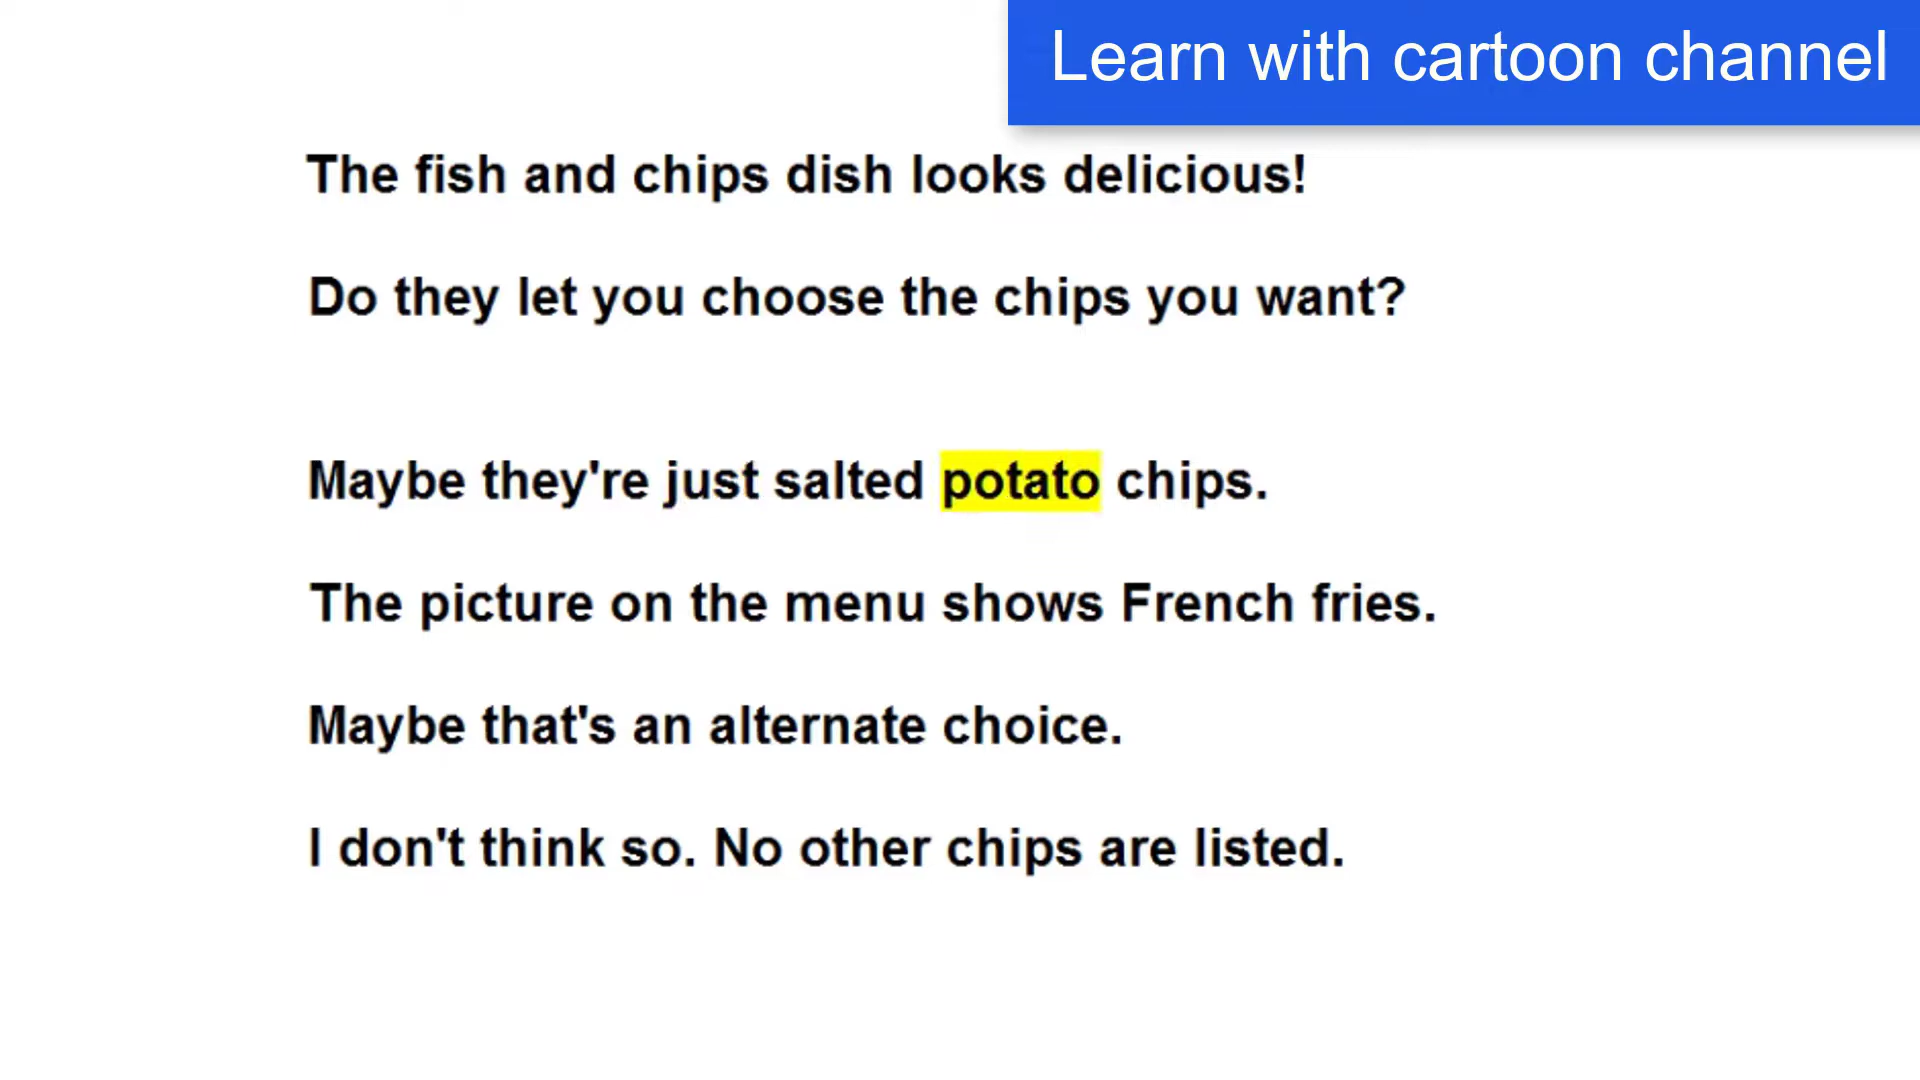 Learn with cartoon channel
The fish and chips dish looks delicious!
Do they let you choose the chips you want?
Maybe they're just salted potato chips.
The picture on the menu shows French fries.
Maybe that's an alternate choice.
I don't think so. No other chips are listed.